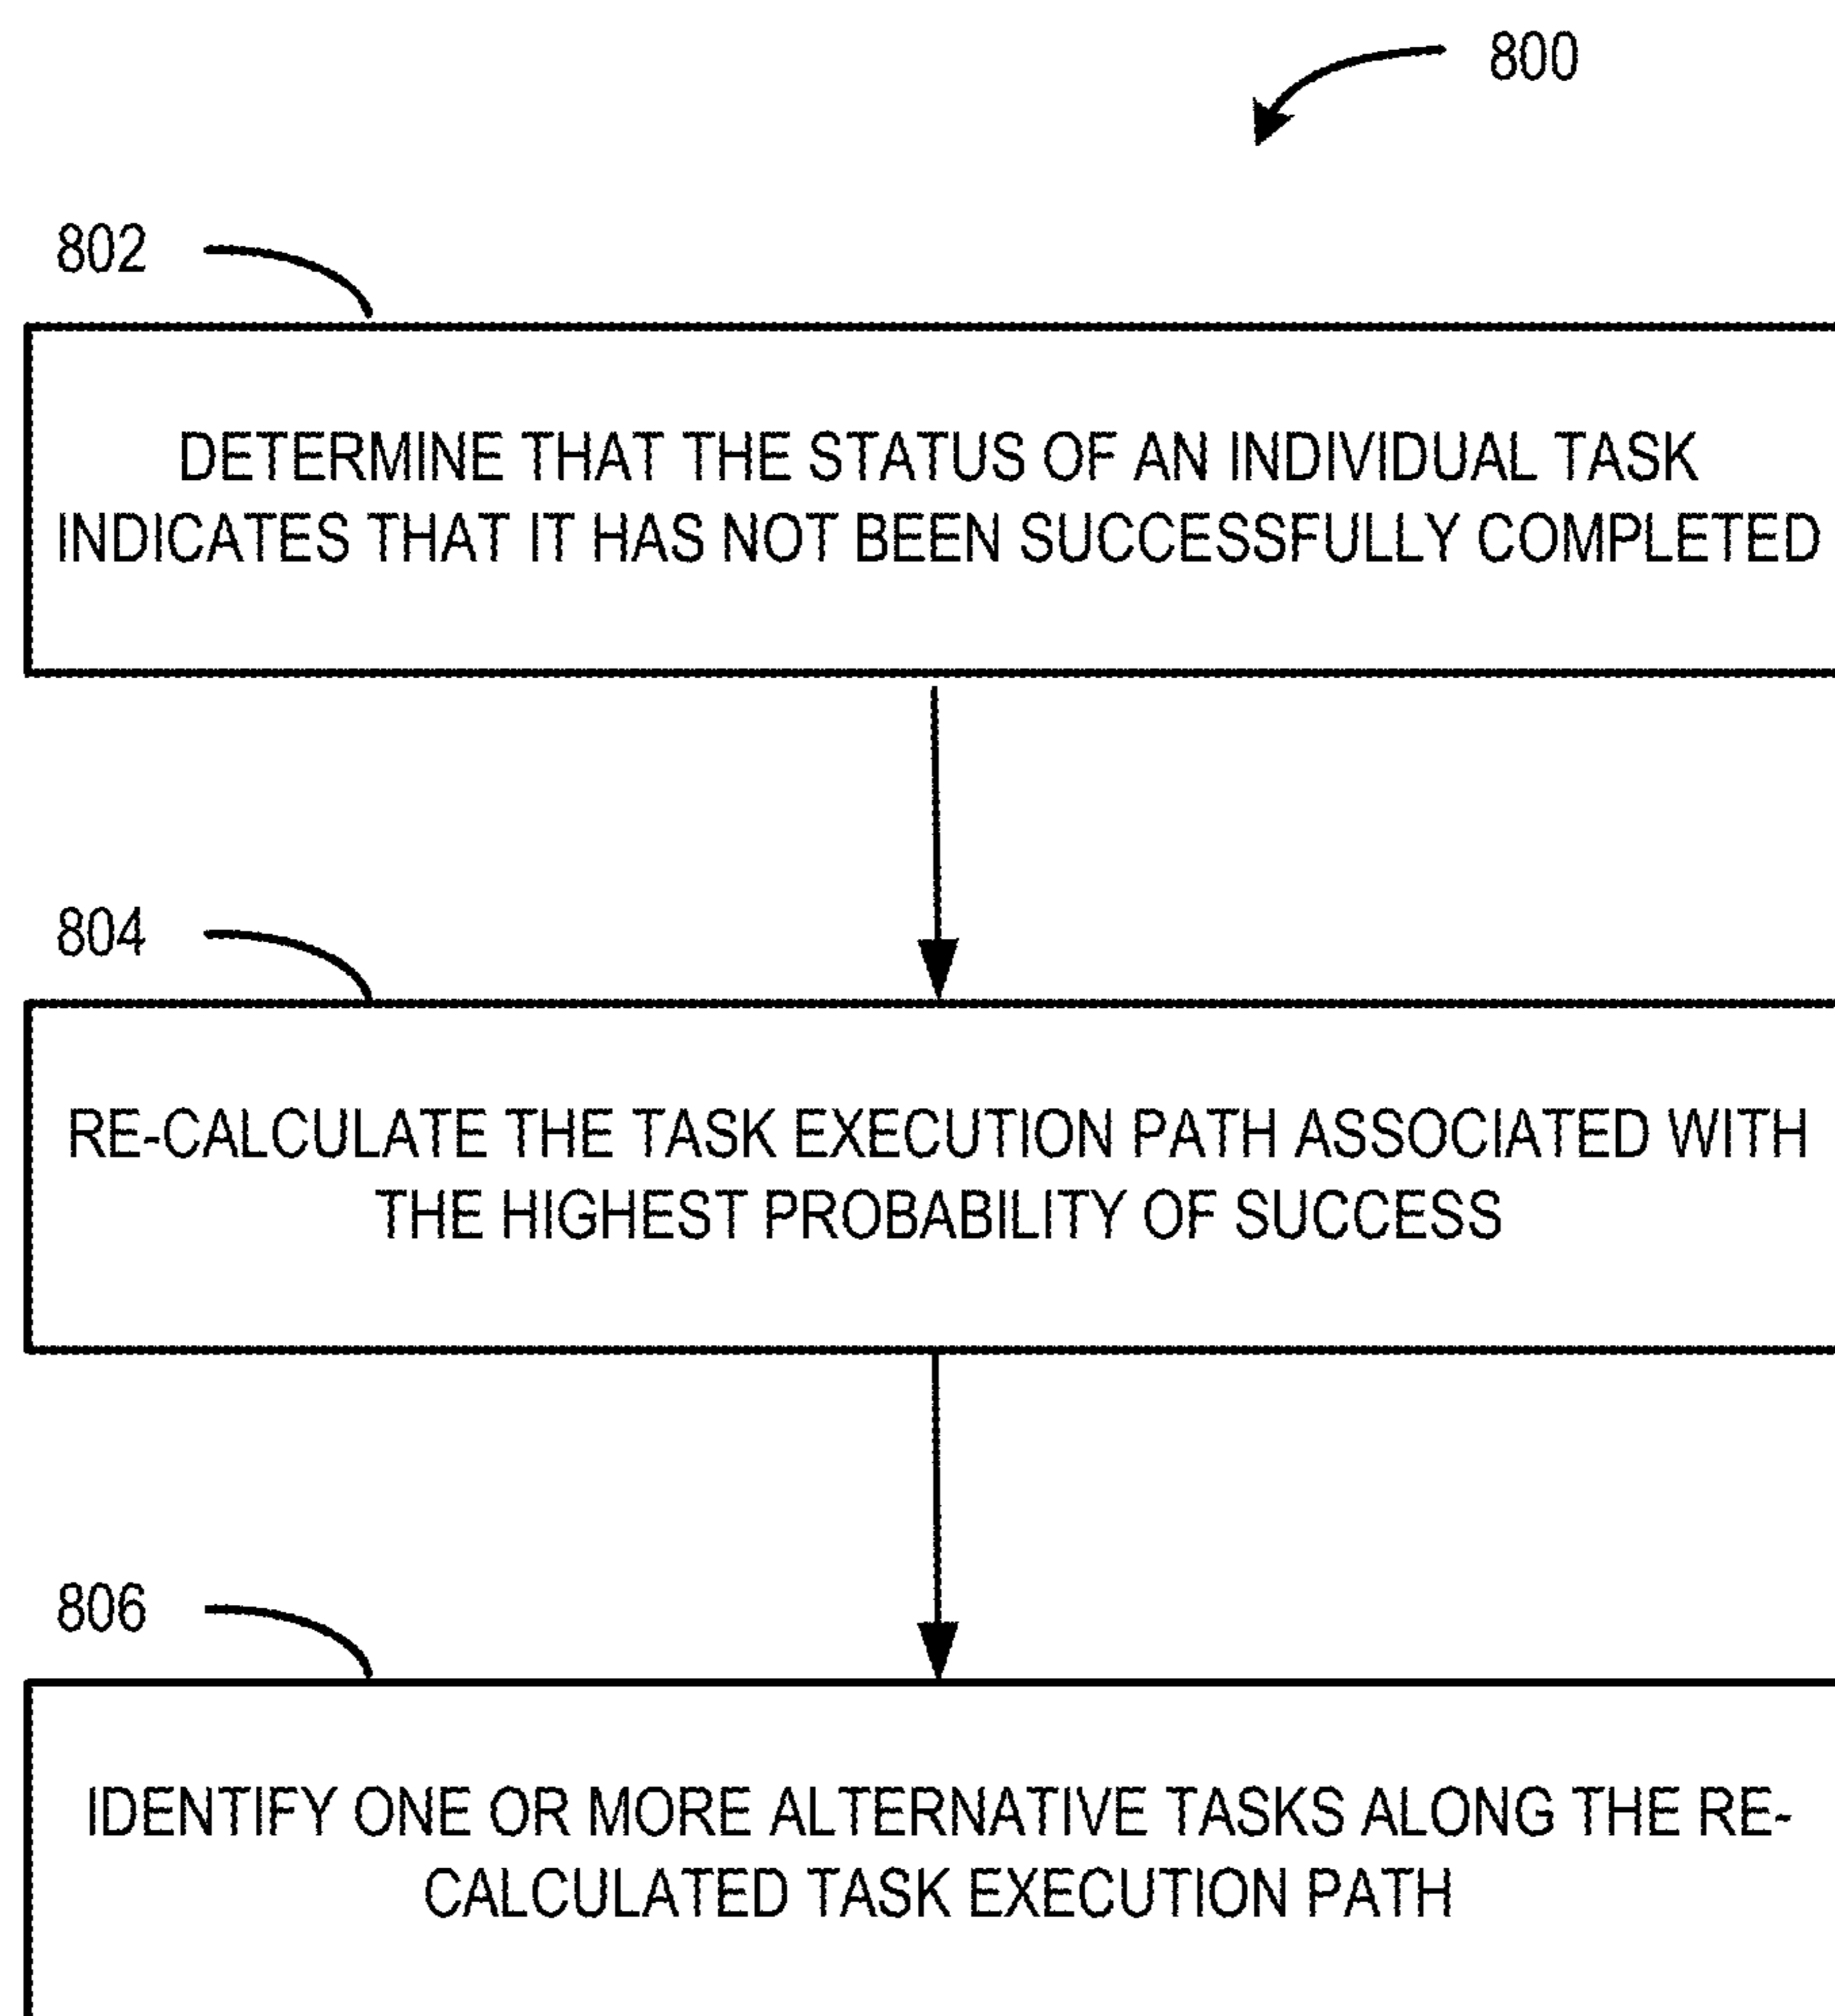 800
802
DETERMINE THAT THE STATUS OF AN INDIVIDUAL TASK
INDICATES THAT IT HAS NOT BEEN SUCCESSFULLY COMPLETED
804
RE-CALCULATE THE TASK EXECUTION PATH ASSOCIATED WITH
THE HIGHEST PROBABILITY OF SUCCESS
806
IDENTIFY ONE OR MORE ALTERNATIVE TASKS ALONG THE RE-
CALCULATED TASK EXECUTION PATH